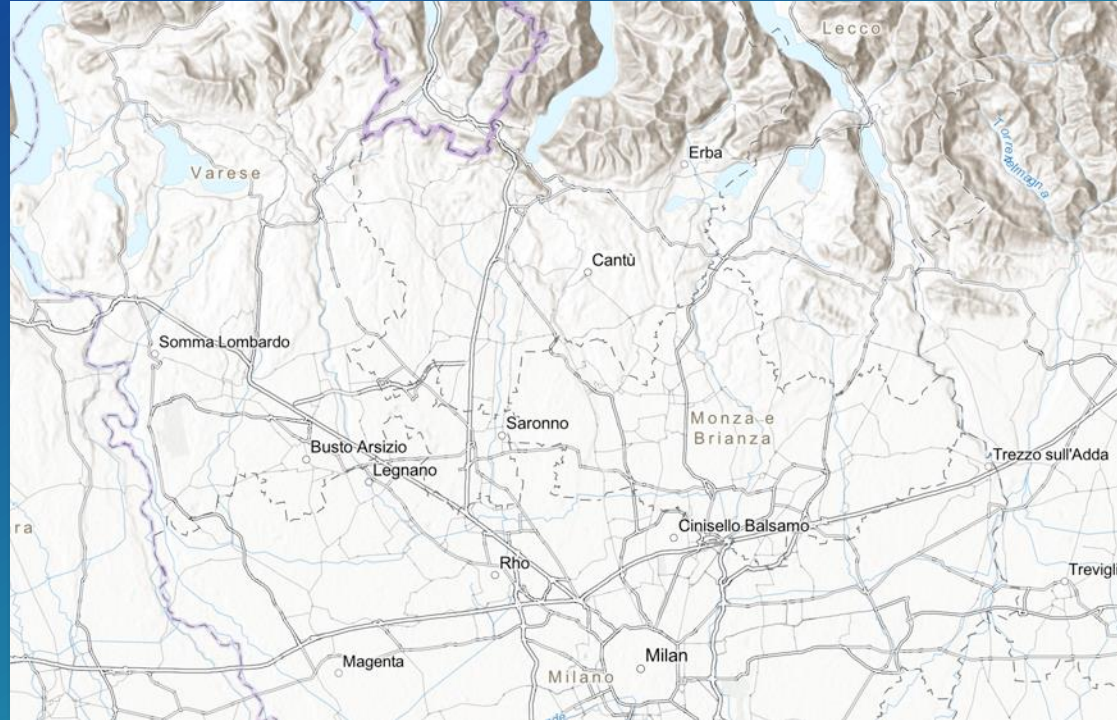 Lecco
Erba
Varese
Cantù
Somma Lombardo
Saronno
Monza e
Brianza
Busto Arsizio
Legnano
Trezzo sull'Adda
ra
Cinisello Balsamo
Rho
Trevigli
Magenta
Milan
Milano